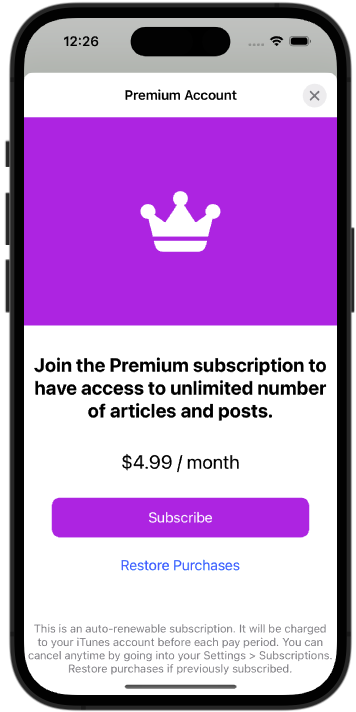 12:26
Premium Account
Join the Premium subscription to
have access to unlimited number
of articles and posts.
$4.99 / month
Subscribe
Restore Purchases
This is an auto-renewable subscription. It will be charged
to your iTunes account before each pay period. You can
cancel anytime by going into your Settings > Subscriptions.
Restore purchases if previously subscribed.